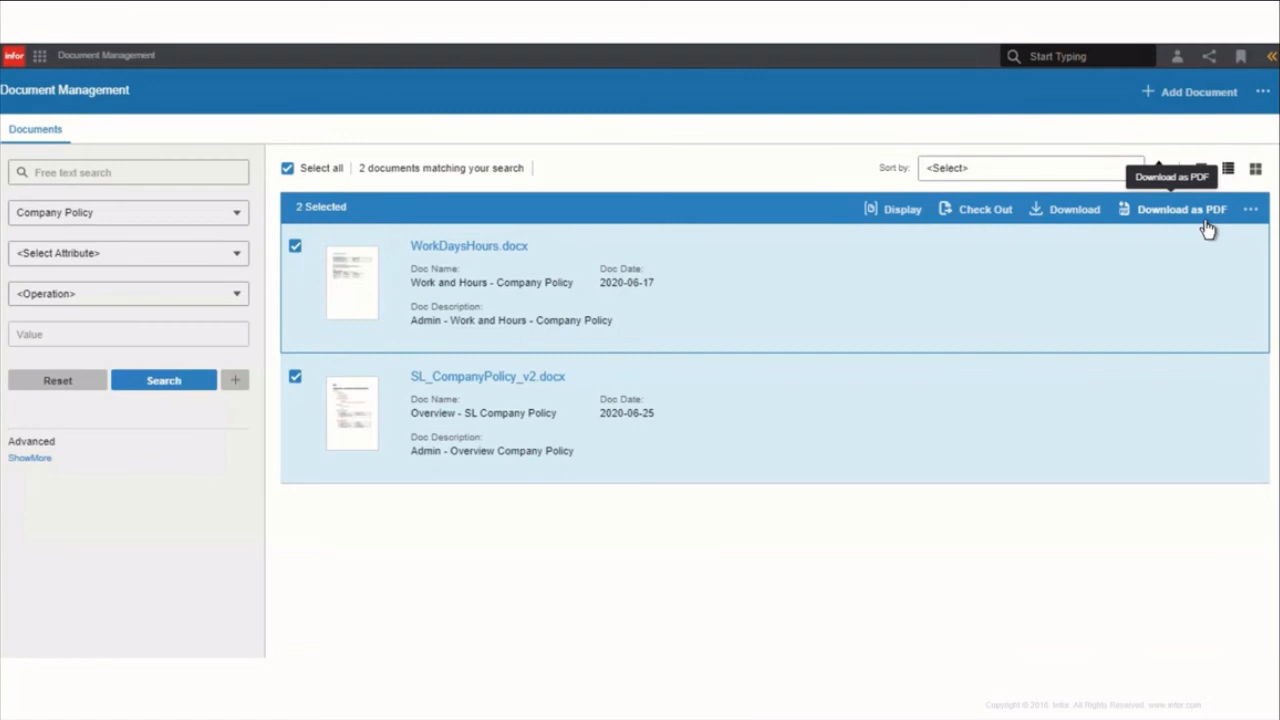 infor
Document Management
Start Typing
Document Management
Add Document
Documents
Free text search
Company Policy
<Select Attribute>
<Operation>
Value
Reset
Search
Advanced
ShowMore
Select all
2 documents matching your search
Sort by:
<Select>
Download as PDF
2 Selected
Display
Check Out
Download
Download as PDF
WorkDaysHours.docx
Doc Name:
Doc Date:
Work and Hours - Company Policy
2020-06-17
Doc Description:
Admin - Work and Hours - Company Policy
SL_CompanyPolicy_v2.docx
Doc Name:
Doc Date:
Overview - SL Company Policy
2020-06-25
Doc Description:
Admin - Overview Company Policy
Copyright © 2016. Infor. All Rights Reserved. www.infor.com